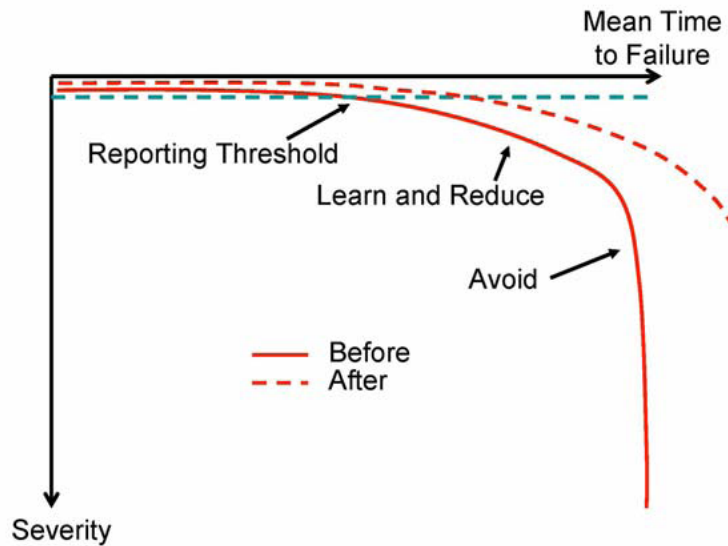 Mean Time
to Failure
Reporting Threshold
Learn and Reduce
Avoid
Before
After
Severity